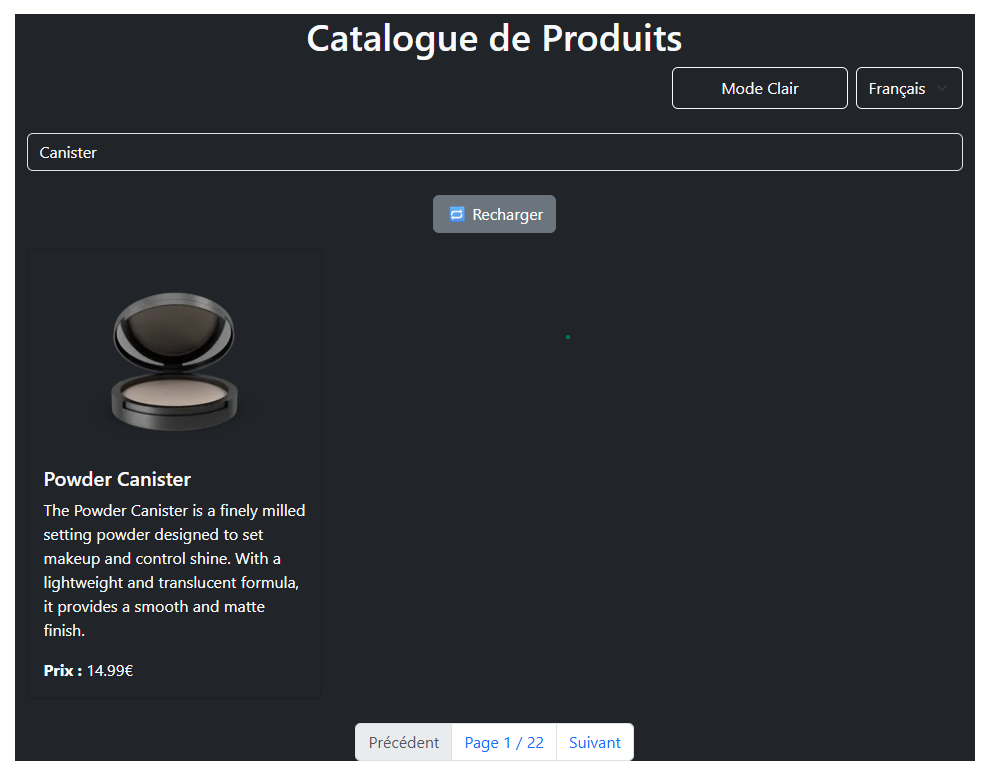 Catalogue de Produits
Mode Clair
Français
Canister
Recharger
Powder Canister
The Powder Canister is a finely milled
setting powder designed to set
makeup and control shine. With a
lightweight and translucent formula,
it provides a smooth and matte
finish.
Prix : 14.99€
Précédent
Page 1 / 22
Suivant